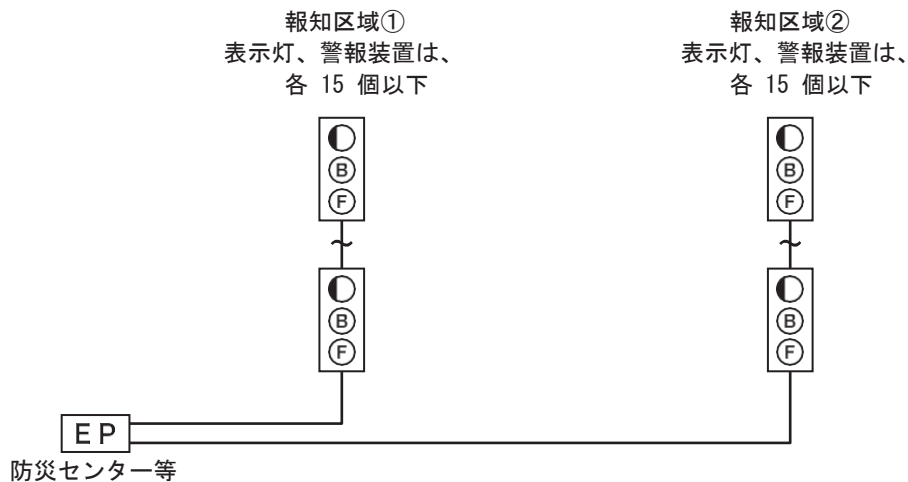 報知区域①
表示灯、警報装置は、
各 15 個以下
報知区域②
表示灯、警報装置は、
各 15 個以下
B
F
B
F
B
F
B
F
EP
防災センター等